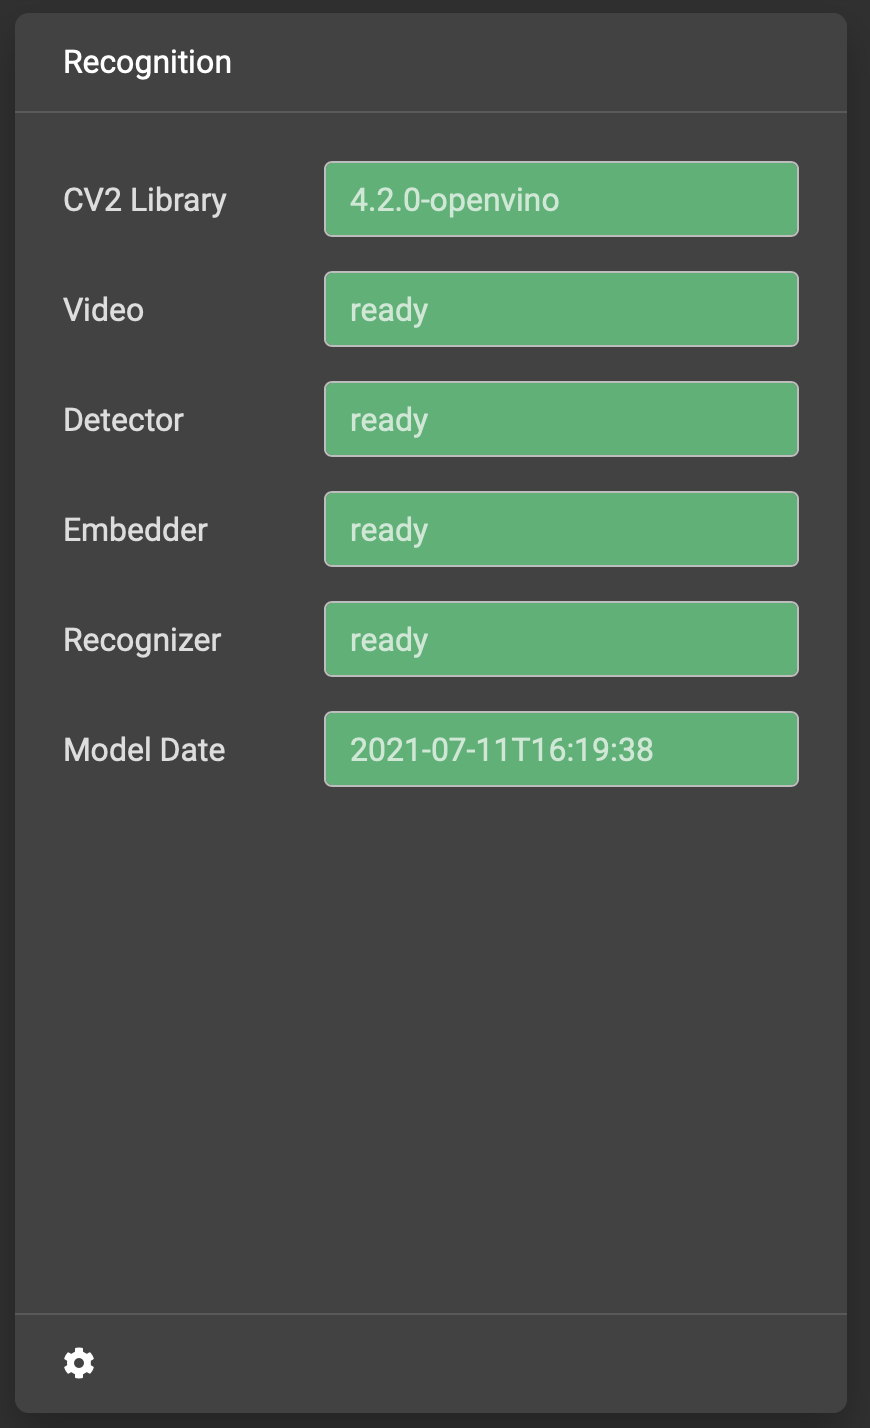 Recognition
CV2 Library 4.2.0-openvino
Video ready
Detector ready
Embedder ready
Recognizer ready
Model Date 2021-07-11T16:19:38